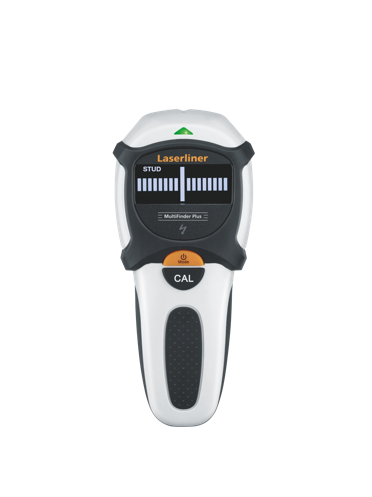 Laserliner
STUD
MultiFinder Plus
Mode
CAL